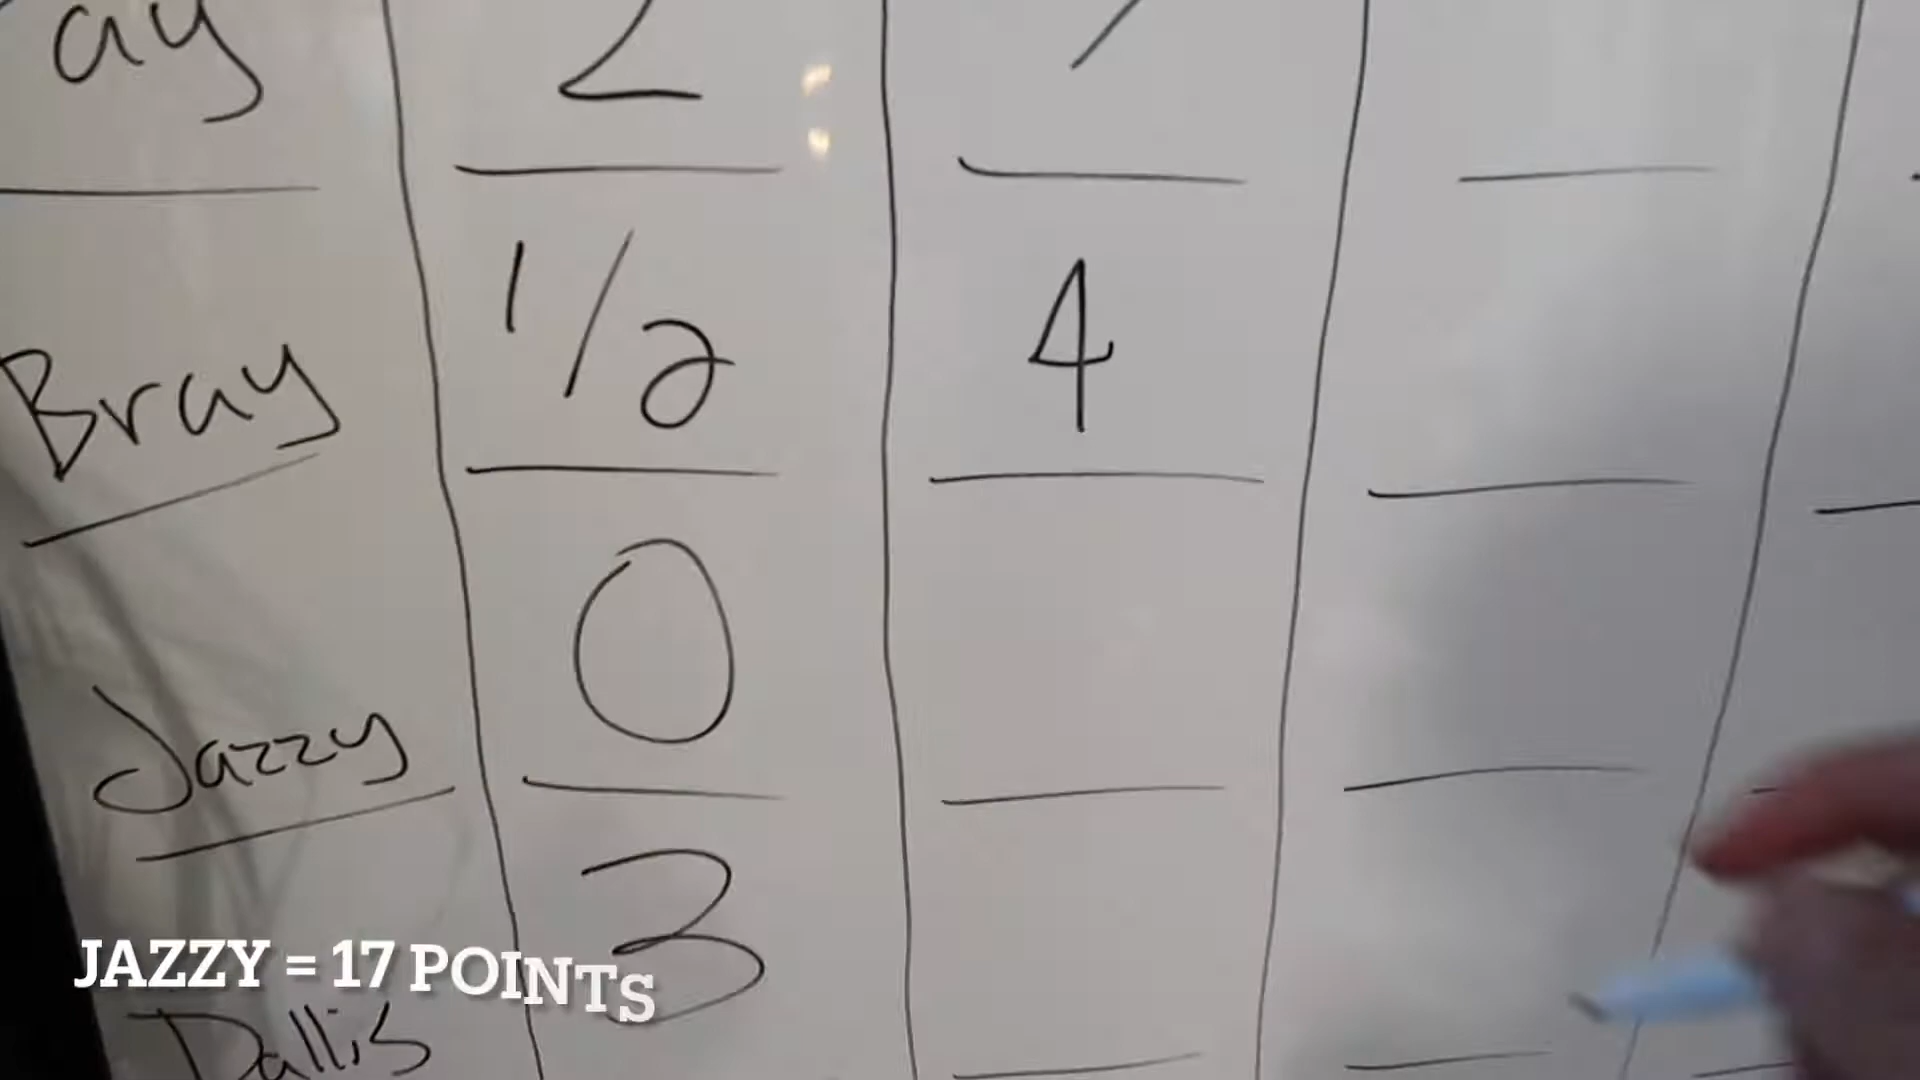 ay 2
Bray 1/2 4
Jazzy 0
3
JAZZY = 17 POINTS
Dallis